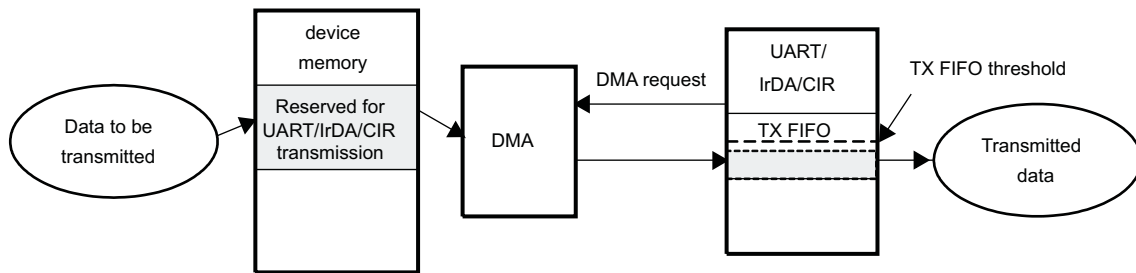 Data to be
transmitted
device
memory
Reserved for
UART/IrDA/CIR
transmission
DMA
DMA request
UART/
IrDA/CIR
TX FIFO
TX FIFO threshold
Transmitted
data